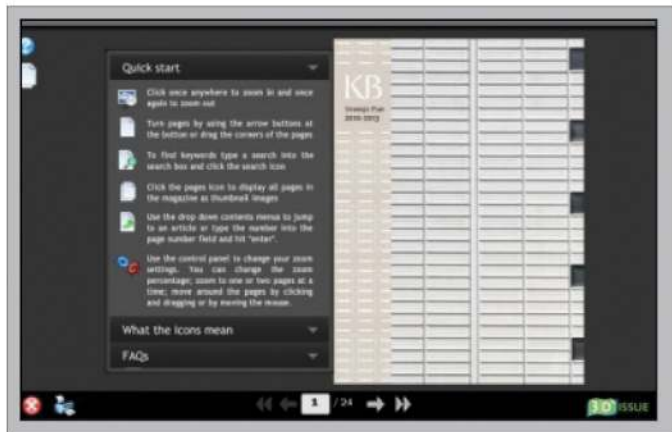 Quick start
Click once anywhere to zoom in and once
again to zoom out
Turn pages by using the arrow buttons at
the bottom or drag the corners of the pages
To find keywords type a search into the
search box and click the search icon
Click the pages icon to display all pages in
the magazine as thumbnail images
Use the drop down contents menus to jump
to an article or type the number into the
page number field and hit "enter".
Use the control panel to change your zoom
settings. You can change the zoom
percentage; zoom to one or two pages at a
time; move around the pages by clicking
and dragging or by moving the mouse.
What the icons mean
FAQs
KB
Strategic Plan
2010-2013
1 / 24
3D ISSUE